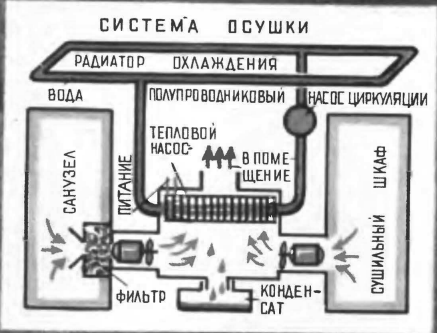 СИСТЕМА ОСУШКИ
РАДИАТОР ОХЛАЖДЕНИЯ
ВОДА
ПОЛУПРОВОДНИКОВЫЙ
НАСОС ЦИРКУЛЯЦИИ
ТЕПЛОВОЙ
НАСОС
В ПОМЕ-
ЩЕНИЕ
ПИТАНИЕ
САНУЗЕЛ
СУШИЛЬНЫЙ ШКАФ
ФИЛЬТР
КОНДЕН-
САТ